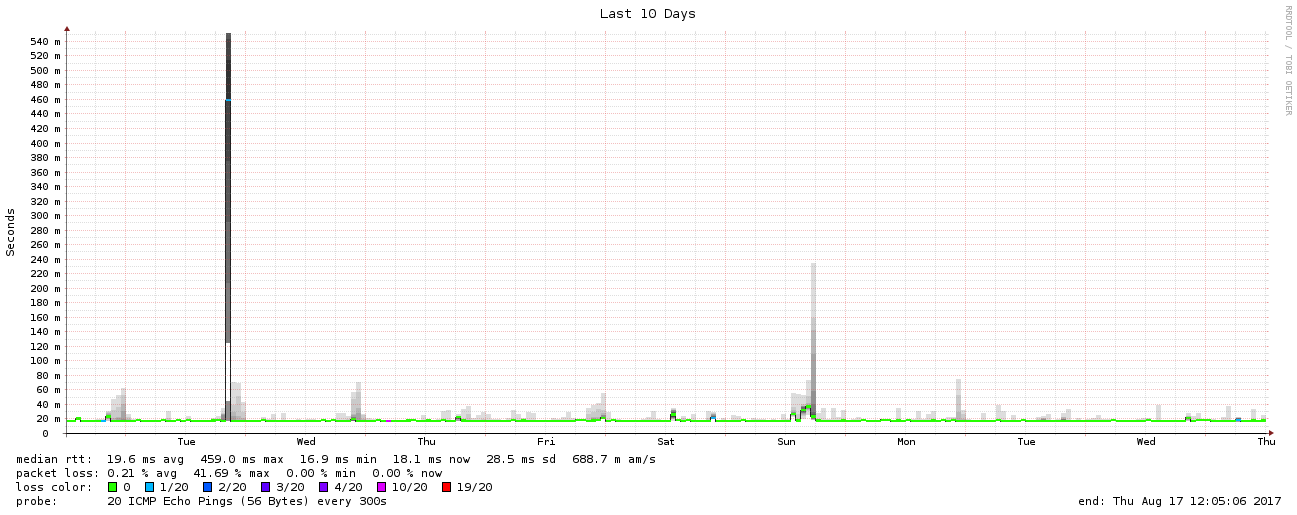 Last 10 Days
RRDTOOL / TOBI OETIKER
Seconds
540 m
520 m
500 m
480 m
460 m
440 m
420 m
400 m
380 m
360 m
340 m
320 m
300 m
280 m
260 m
240 m
220 m
200 m
180 m
160 m
140 m
120 m
100 m
80 m
60 m
40 m
20 m
0
Tue Wed Thu Fri Sat Sun Mon Tue Wed Thu
median rtt: 19.6 ms avg 459.0 ms max 16.9 ms min 18.1 ms now 28.5 ms sd 688.7 m am/s
packet loss: 0.21 % avg 41.69 % max 0.00 % min 0.00 % now
loss color: 0 1/20 2/20 3/20 4/20 10/20 19/20
probe: 20 ICMP Echo Pings (56 Bytes) every 300s end: Thu Aug 17 12:05:06 2017